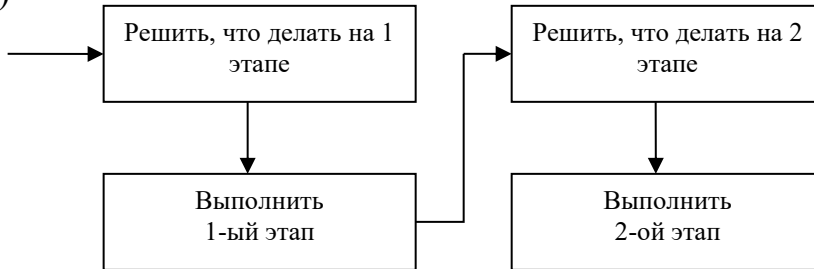 )
Решить, что делать на 1
этапе
Выполнить
1-ый этап
Решить, что делать на 2
этапе
Выполнить
2-ой этап